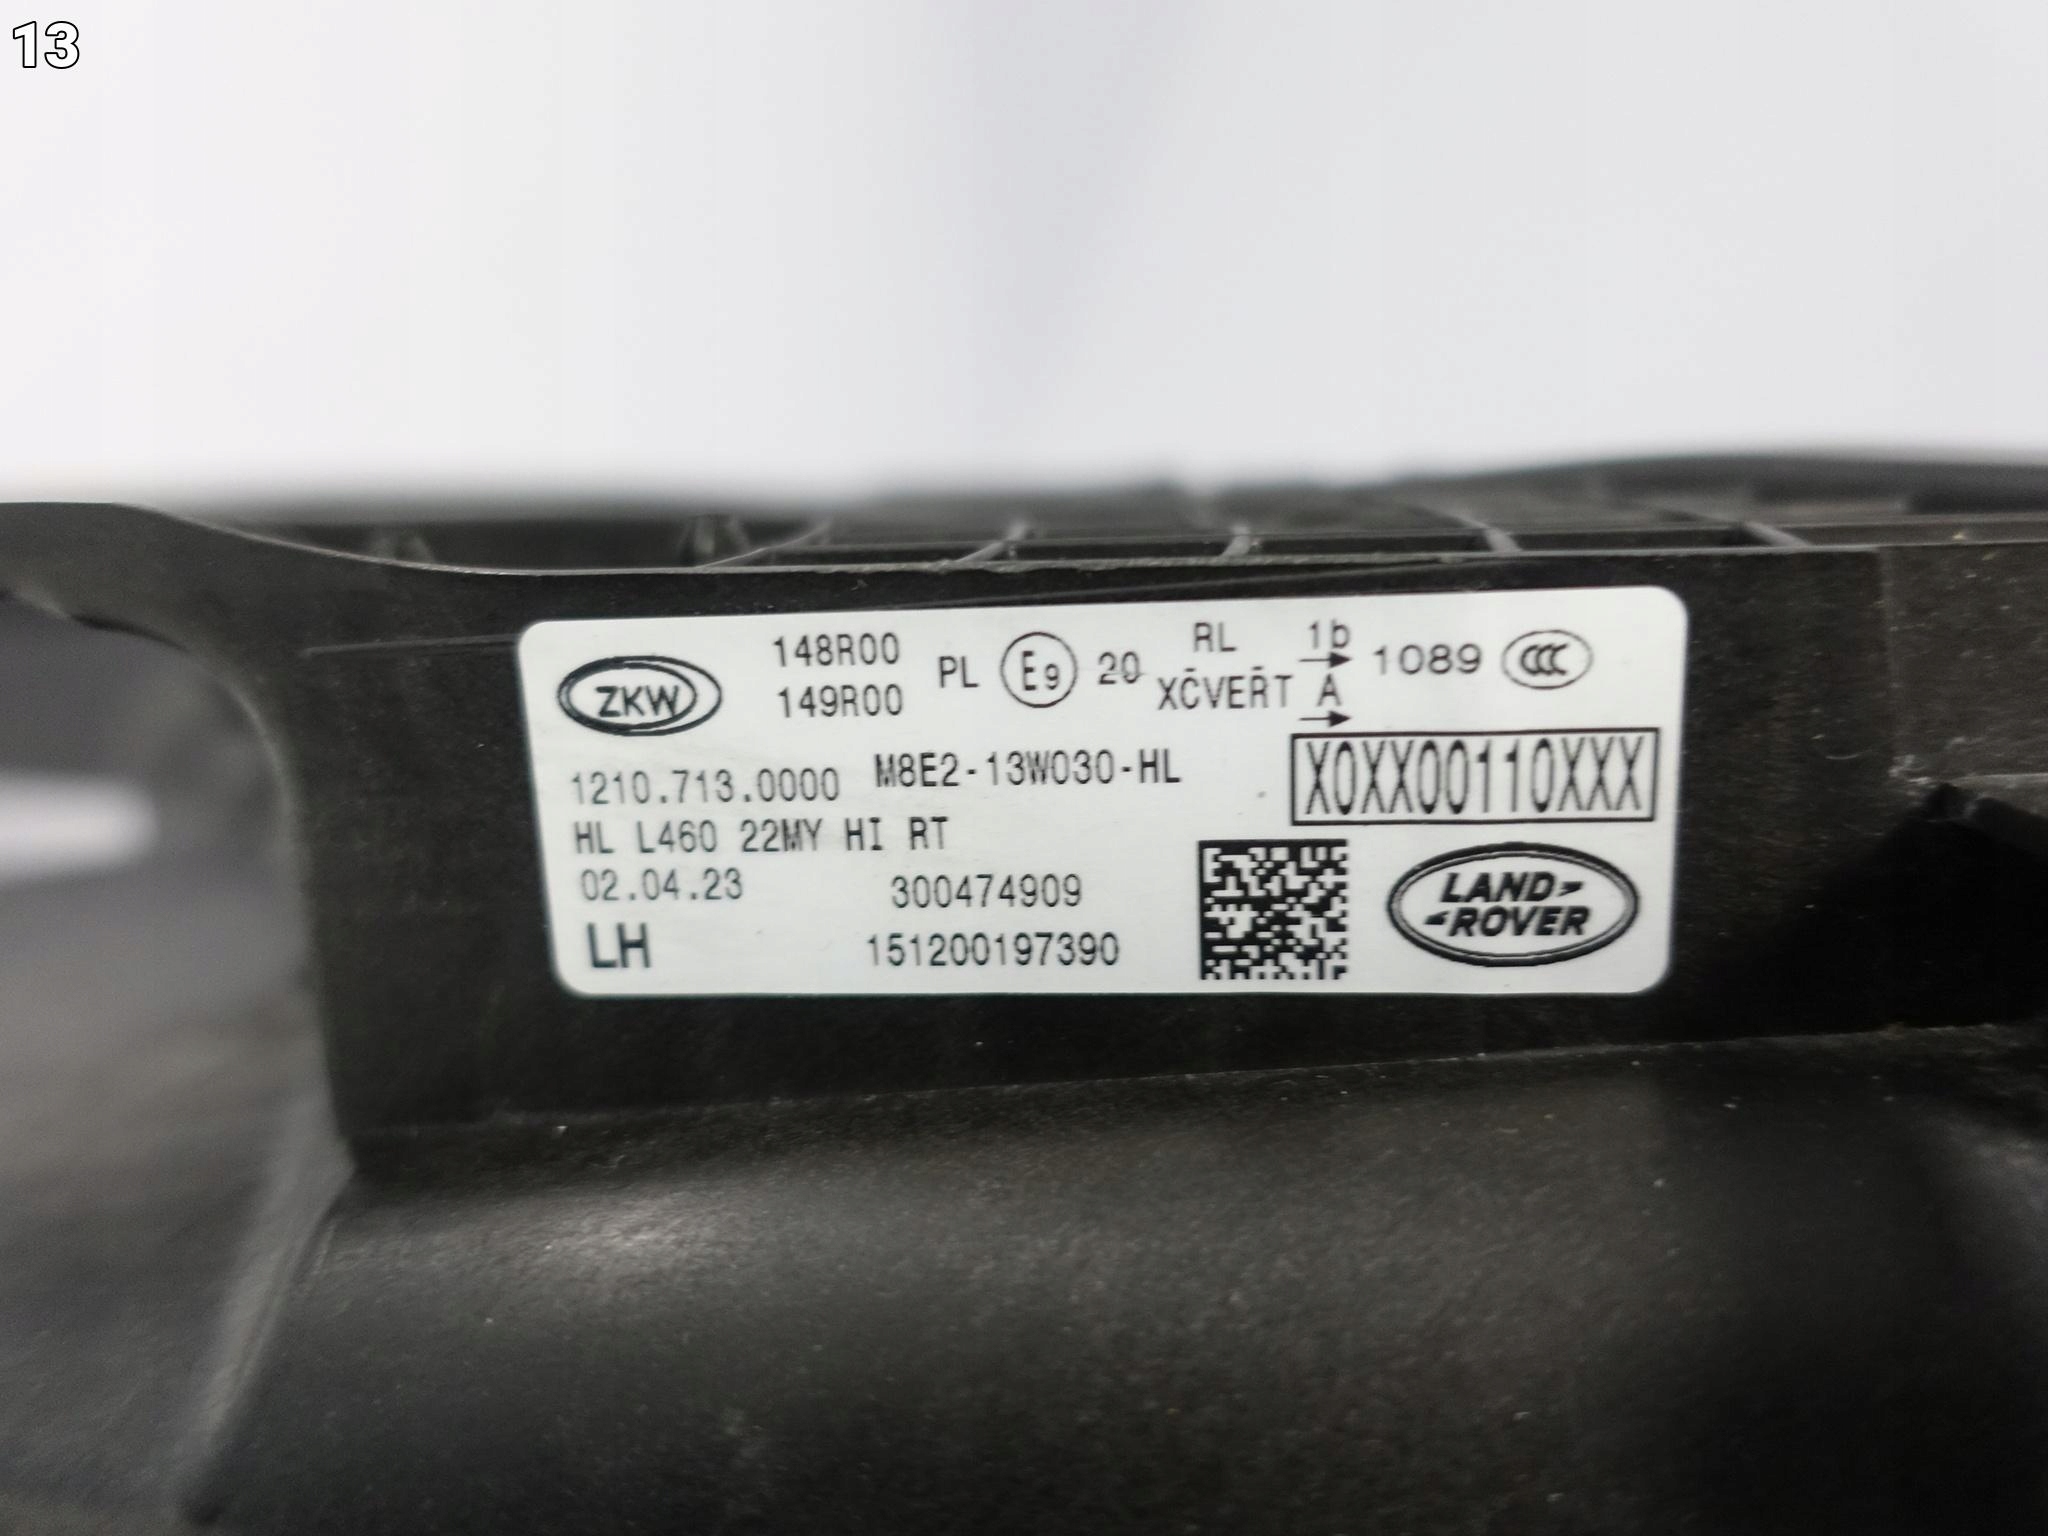 13
ZKW
148R00
149R00
PL E9 20
RL
XCVERT
1b
A
1089 CCC
1210.713.0000 M8E2-13W030-HL
X0XX00110XXX
HL L460 22MY HI RT
02.04.23 300474909
LH 151200197390
LAND
ROVER